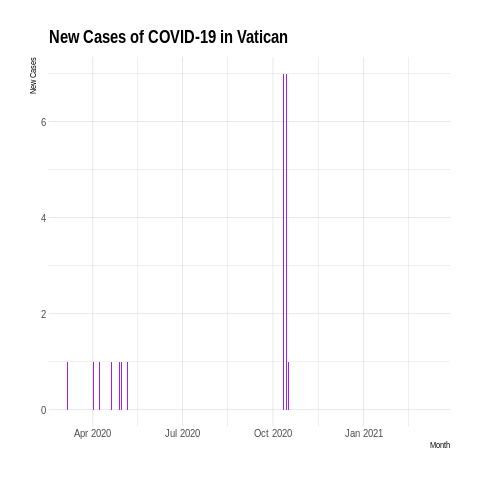 New Cases of COVID-19 in Vatican
New Cases
6
4
2
0
Apr 2020 Jul 2020 Oct 2020 Jan 2021
Month